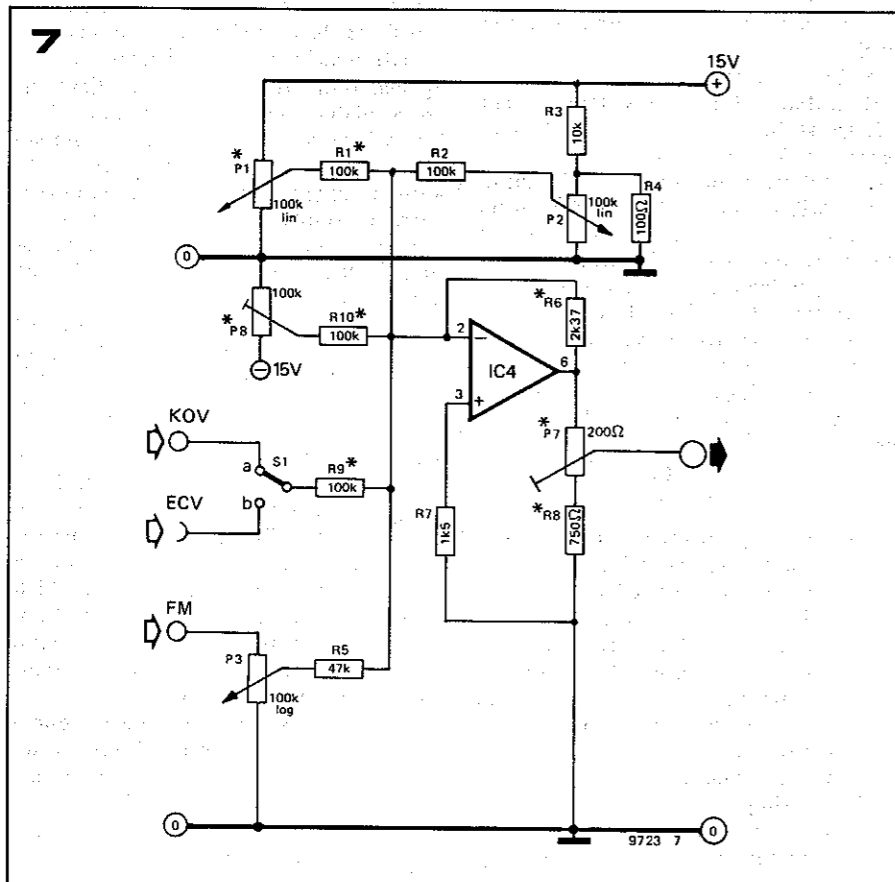 7
15V
+
R3
10k
* P1
100k
lin
R1*
100k
R2
100k
P2
100k
lin
R4
100Ω
0
100k
* P8
R10*
100k
− 15V
2
−
3
+
IC4
6
*R6
2k37
KOV
a
S1
b
ECV
R9*
100k
*P7
200Ω
*R8
750Ω
R7
1k5
FM
P3
100k
log
R5
47k
0
9723 7
0